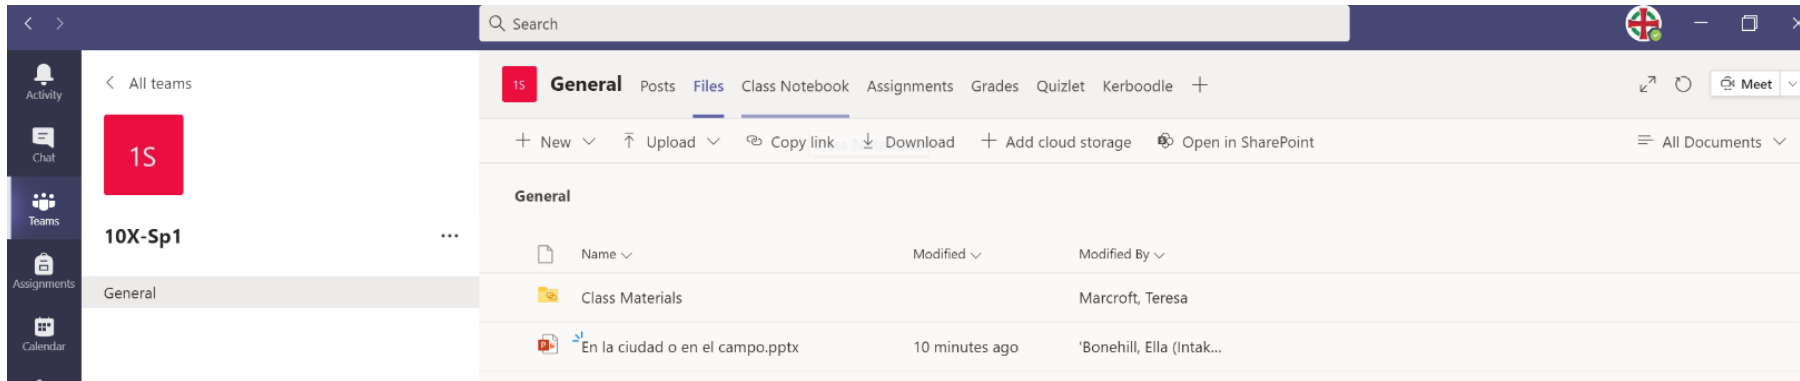 Search
Activity
Chat
Teams
Assignments
Calendar
All teams
1S
10X-Sp1
...
General
1S General Posts Files Class Notebook Assignments Grades Quizlet Kerboodle
Meet
New Upload Copy link Download Add cloud storage Open in SharePoint All Documents
General
Name Modified Modified By
Class Materials Marcroft, Teresa
En la ciudad o en el campo.pptx 10 minutes ago 'Bonehill, Ella (Intak...